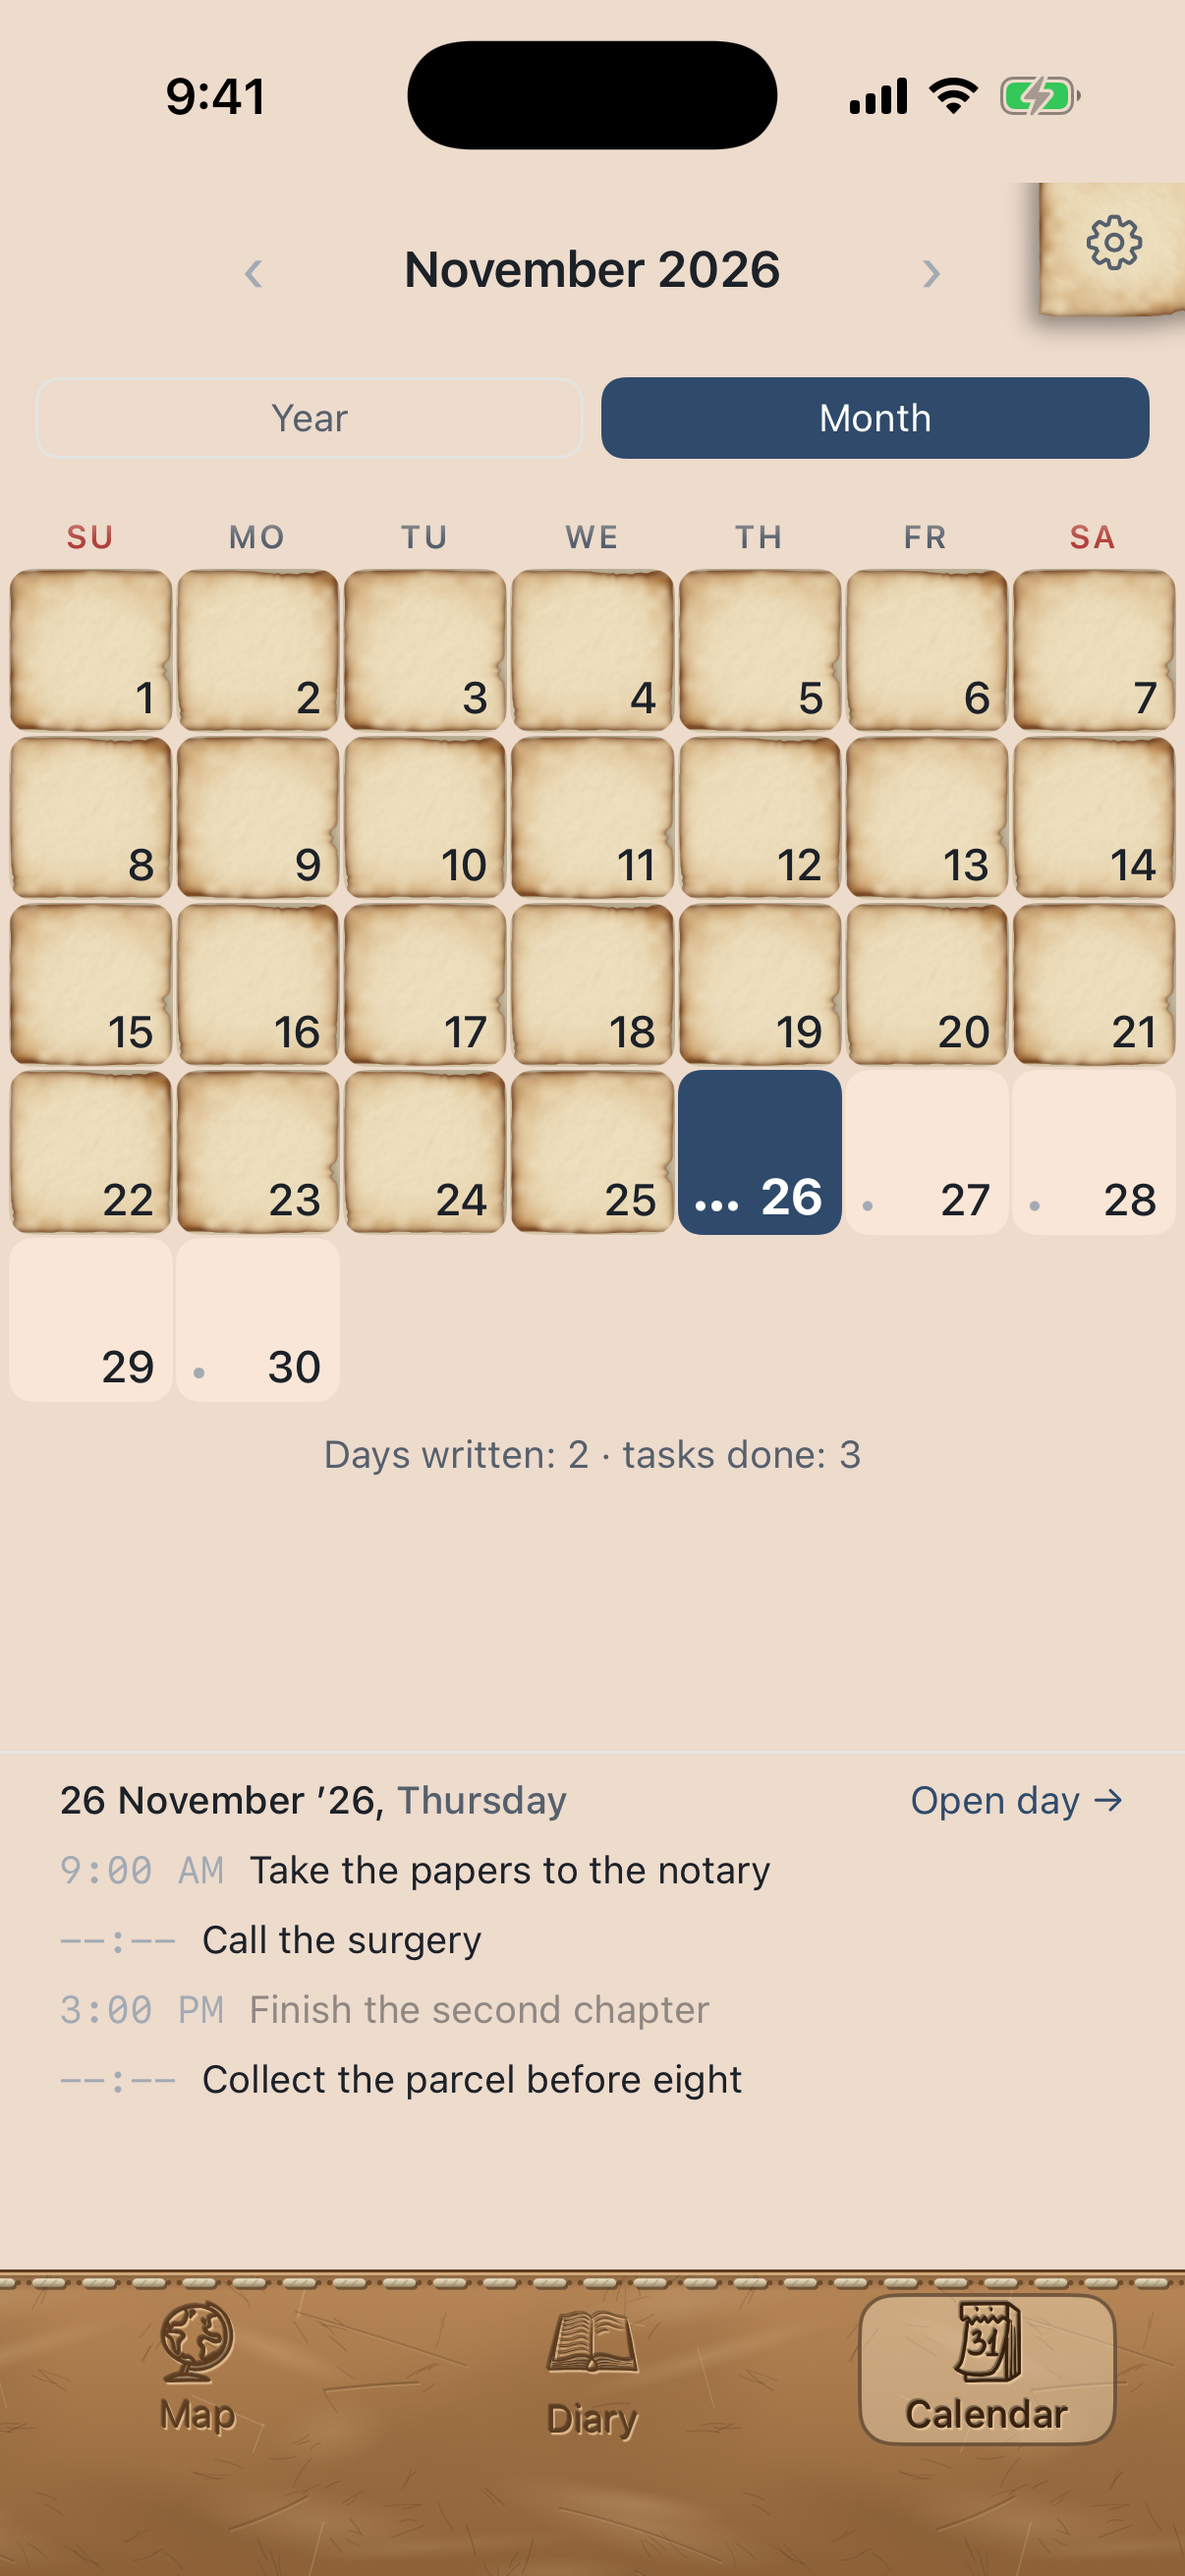 9:41
‹ November 2026 ›
Year Month
SU MO TU WE TH FR SA
1 2 3 4 5 6 7
8 9 10 11 12 13 14
15 16 17 18 19 20 21
22 23 24 25 ... 26 . 27 . 28
29 . 30
Days written: 2 · tasks done: 3
26 November ’26, Thursday Open day →
9:00 AM Take the papers to the notary
––:–– Call the surgery
3:00 PM Finish the second chapter
––:–– Collect the parcel before eight
31
Map Diary Calendar